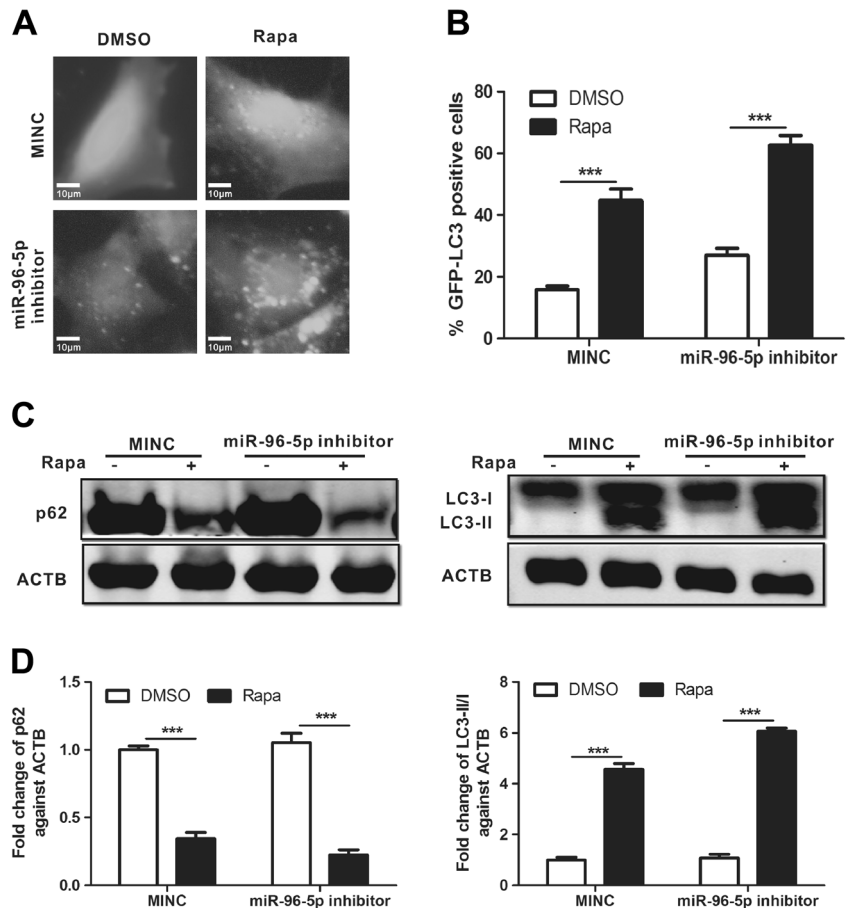 A
DMSO
Rapa
MINC
10μm
10μm
miR-96-5p
inhibitor
10μm
10μm
B
% GFP-LC3 positive cells
80
60
40
20
0
DMSO
Rapa
***
***
MINC
miR-96-5p inhibitor
C
MINC
miR-96-5p inhibitor
Rapa
-
+
-
+
p62
ACTB
MINC
miR-96-5p inhibitor
Rapa
-
+
-
+
LC3-I
LC3-II
ACTB
D
Fold change of p62
against ACTB
1.5
1.0
0.5
0.0
DMSO
Rapa
***
***
MINC
miR-96-5p inhibitor
Fold change of LC3-II/I
against ACTB
8
6
4
2
0
DMSO
Rapa
***
***
MINC
miR-96-5p inhibitor